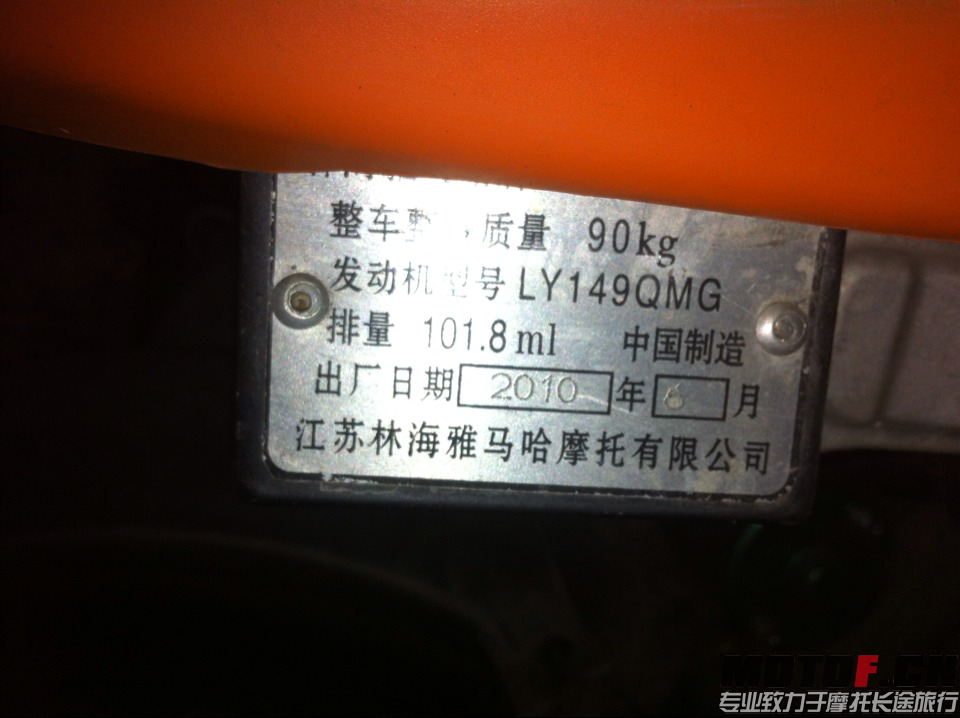 整车整 质量 90kg
发动机型号 LY149QMG
排量 101.8ml 中国制造
出厂日期 2010 年 6 月
江苏林海雅马哈摩托有限公司
MOTOF.CN
专业致力于摩托长途旅行